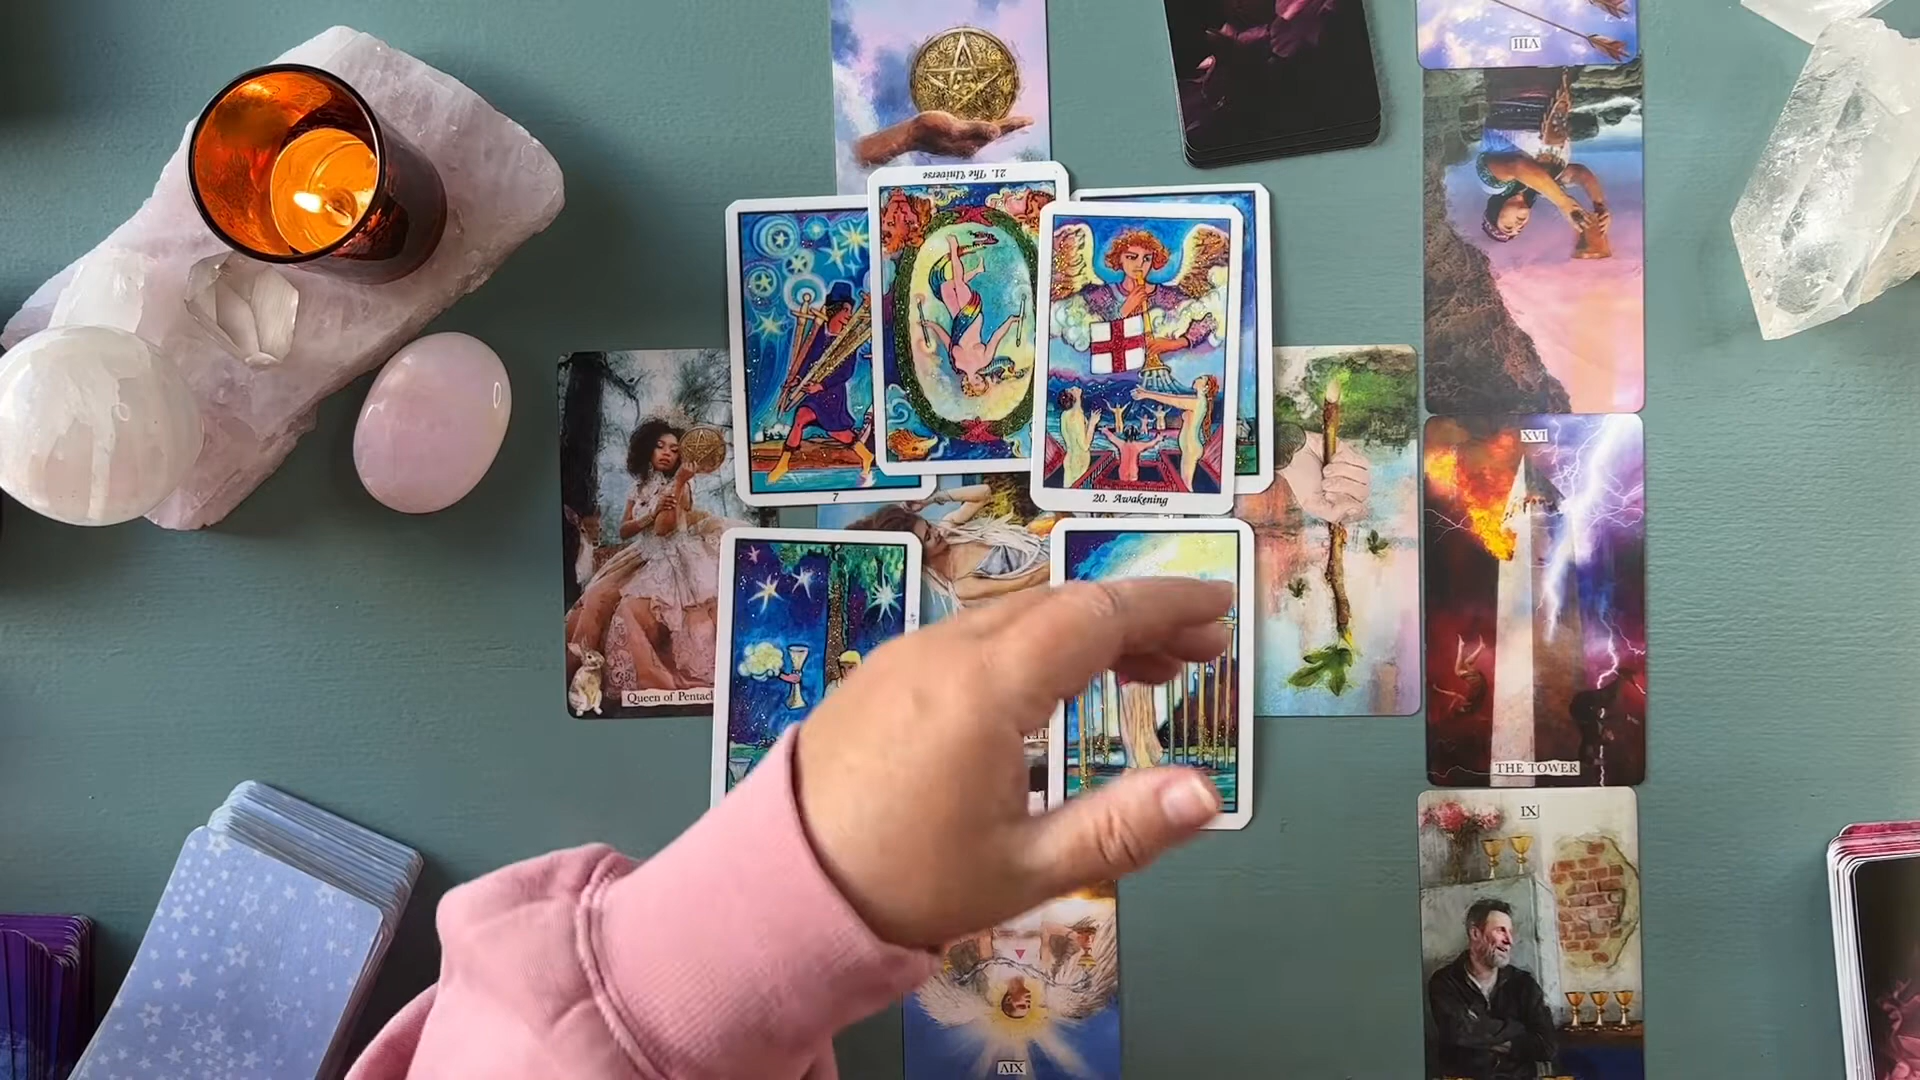 VIII
21. The Universe
XVI
7
20. Awakening
Queen of Pentacl
THE TOWER
IX
XIV